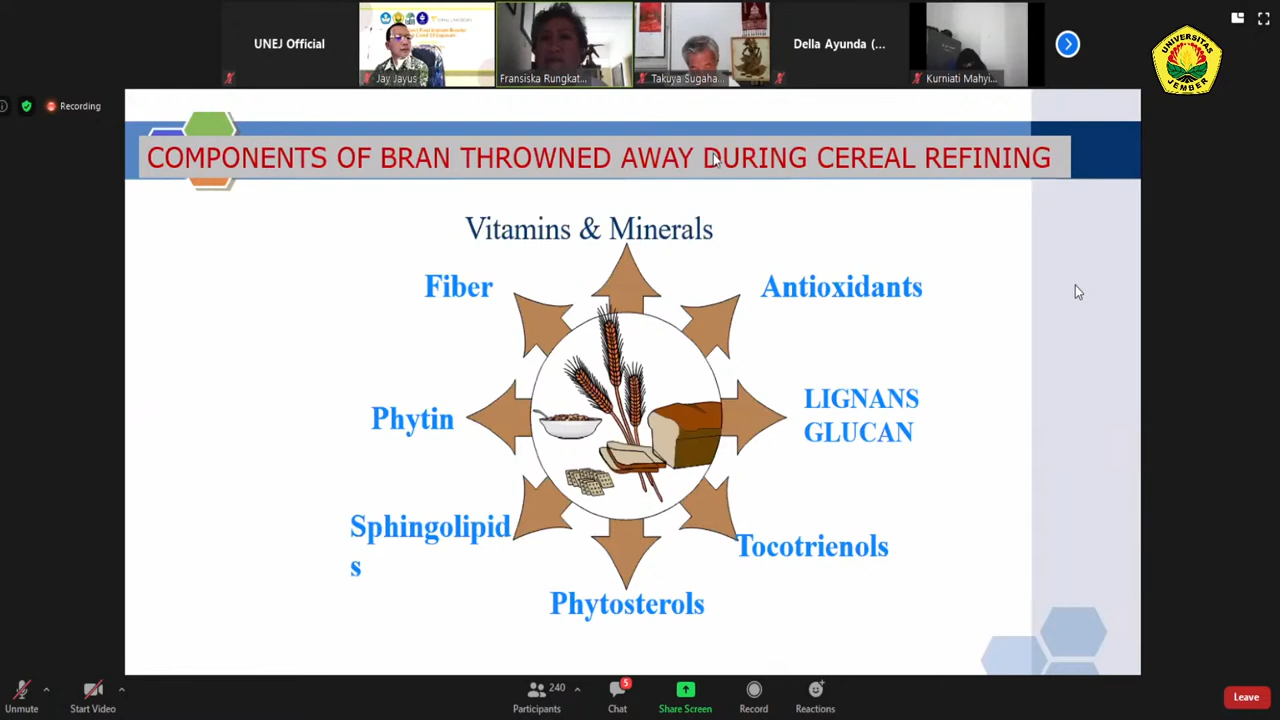 UNEJ Official
Jay Jayus
Fransiska Rungkat...
Takuya Sugaha...
Della Ayunda (...
Kurniati Mahyi...
UNIVERSITAS
JEMBER
Recording
COMPONENTS OF BRAN THROWNED AWAY DURING CEREAL REFINING
Vitamins & Minerals
Fiber
Antioxidants
Phytin
LIGNANS
GLUCAN
Sphingolipid
s
Tocotrienols
Phytosterols
Unmute
Start Video
240
Participants
5
Chat
Share Screen
Record
Reactions
Leave